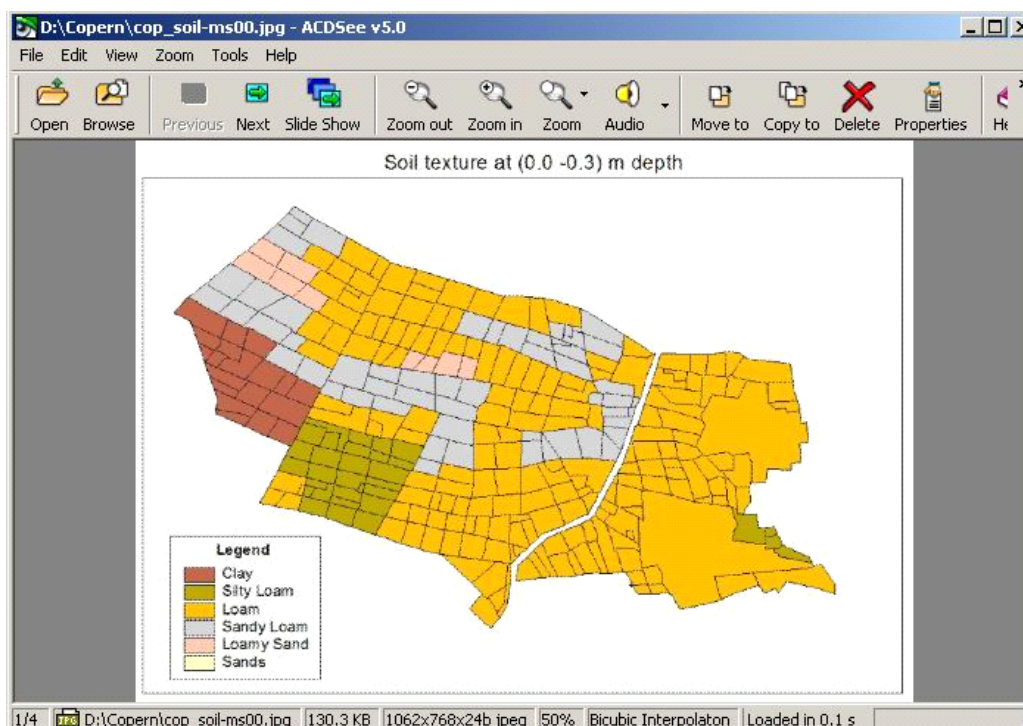 D:\Copern\cop_soil-ms00.jpg - ACDSee v5.0
File Edit View Zoom Tools Help
Open Browse Previous Next Slide Show Zoom out Zoom in Zoom Audio Move to Copy to Delete Properties
Soil texture at (0.0 -0.3) m depth
Legend
Clay
Silty Loam
Loam
Sandy Loam
Loamy Sand
Sands
1/4 JPG D:\Copern\cop_soil-ms00.jpg 130.3 KB 1062x768x24b jpeg 50% Bicubic Interpolaton Loaded in 0.1 s